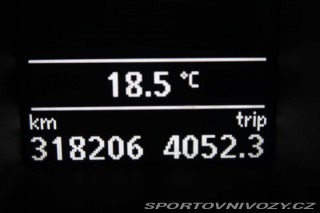 18.5 °C
km trip
318206 4052.3
SPORTOVNIVOZY.CZ